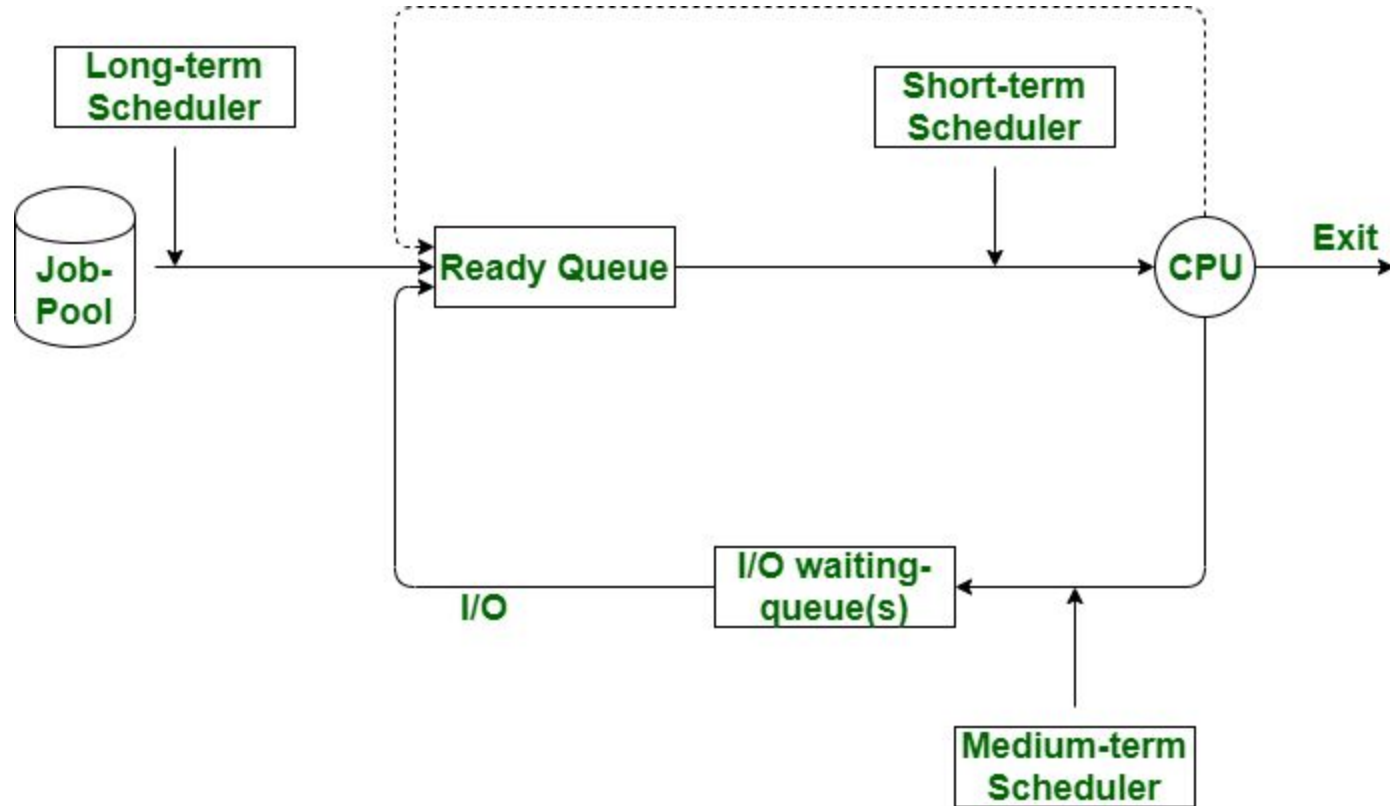 Long-term
Scheduler
Short-term
Scheduler
Job-
Pool
Ready Queue
CPU
Exit
I/O
I/O waiting-
queue(s)
Medium-term
Scheduler